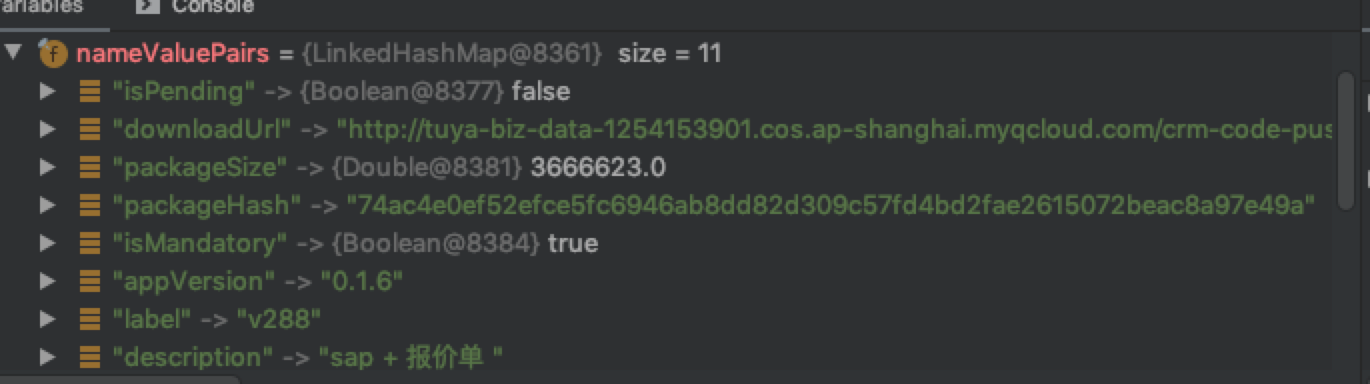 ariables Console
nameValuePairs = {LinkedHashMap@8361} size = 11
"isPending" -> {Boolean@8377} false
"downloadUrl" -> "http://tuya-biz-data-1254153901.cos.ap-shanghai.myqcloud.com/crm-code-pus
"packageSize" -> {Double@8381} 3666623.0
"packageHash" -> "74ac4e0ef52efce5fc6946ab8dd82d309c57fd4bd2fae2615072beac8a97e49a"
"isMandatory" -> {Boolean@8384} true
"appVersion" -> "0.1.6"
"label" -> "v288"
"description" -> "sap + 报价单 "